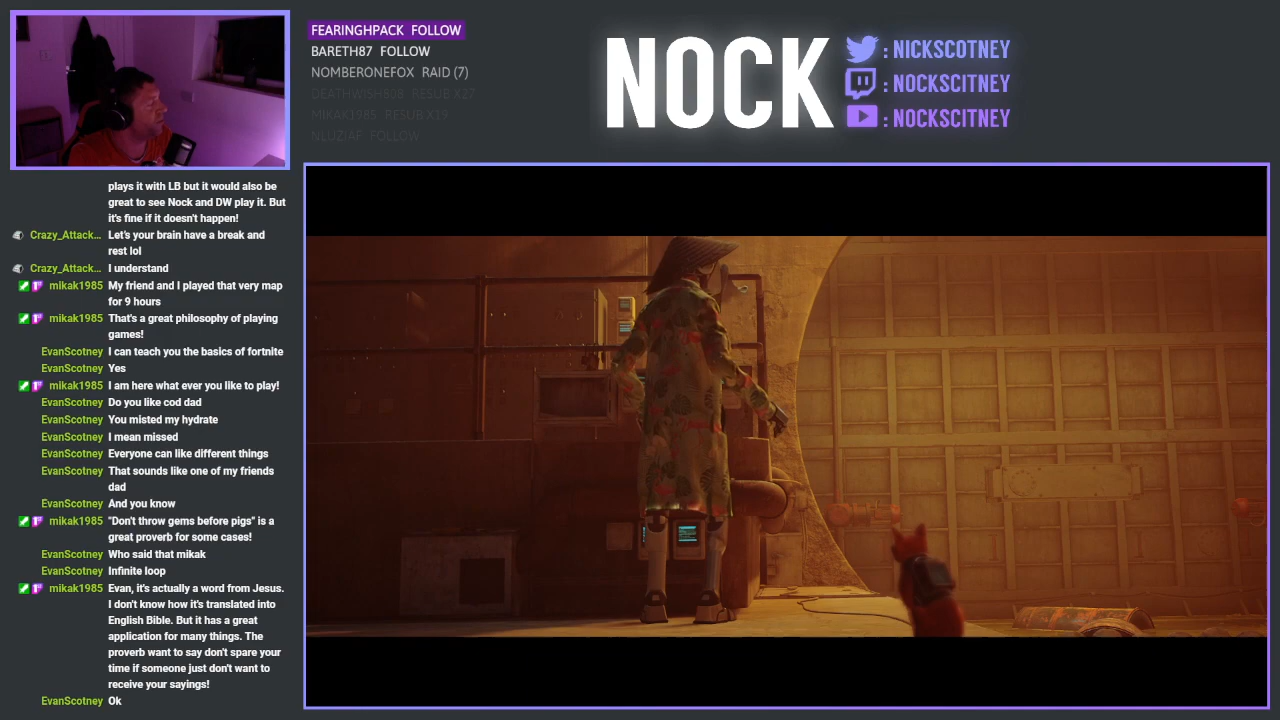 FEARINGHPACK FOLLOW
BARETH87 FOLLOW
NOMBERONEFOX RAID (7)
DEATHWISH808 RESUB X27
MIKAK1985 RESUB X19
NLUZIAF FOLLOW
NOCK
: NICKSCOTNEY
: NOCKSCITNEY
: NOCKSCITNEY
plays it with LB but it would also be
great to see Nock and DW play it. But
it's fine if it doesn't happen!
Crazy_Attack... Let's your brain have a break and
rest lol
Crazy_Attack... I understand
mikak1985 My friend and I played that very map
for 9 hours
mikak1985 That's a great philosophy of playing
games!
EvanScotney I can teach you the basics of fortnite
EvanScotney Yes
mikak1985 I am here what ever you like to play!
EvanScotney Do you like cod dad
EvanScotney You misted my hydrate
EvanScotney I mean missed
EvanScotney Everyone can like different things
EvanScotney That sounds like one of my friends
dad
EvanScotney And you know
mikak1985 "Don't throw gems before pigs" is a
great proverb for some cases!
EvanScotney Who said that mikak
EvanScotney Infinite loop
mikak1985 Evan, it's actually a word from Jesus.
I don't know how it's translated into
English Bible. But it has a great
application for many things. The
proverb want to say don't spare your
time if someone just don't want to
receive your sayings!
EvanScotney Ok